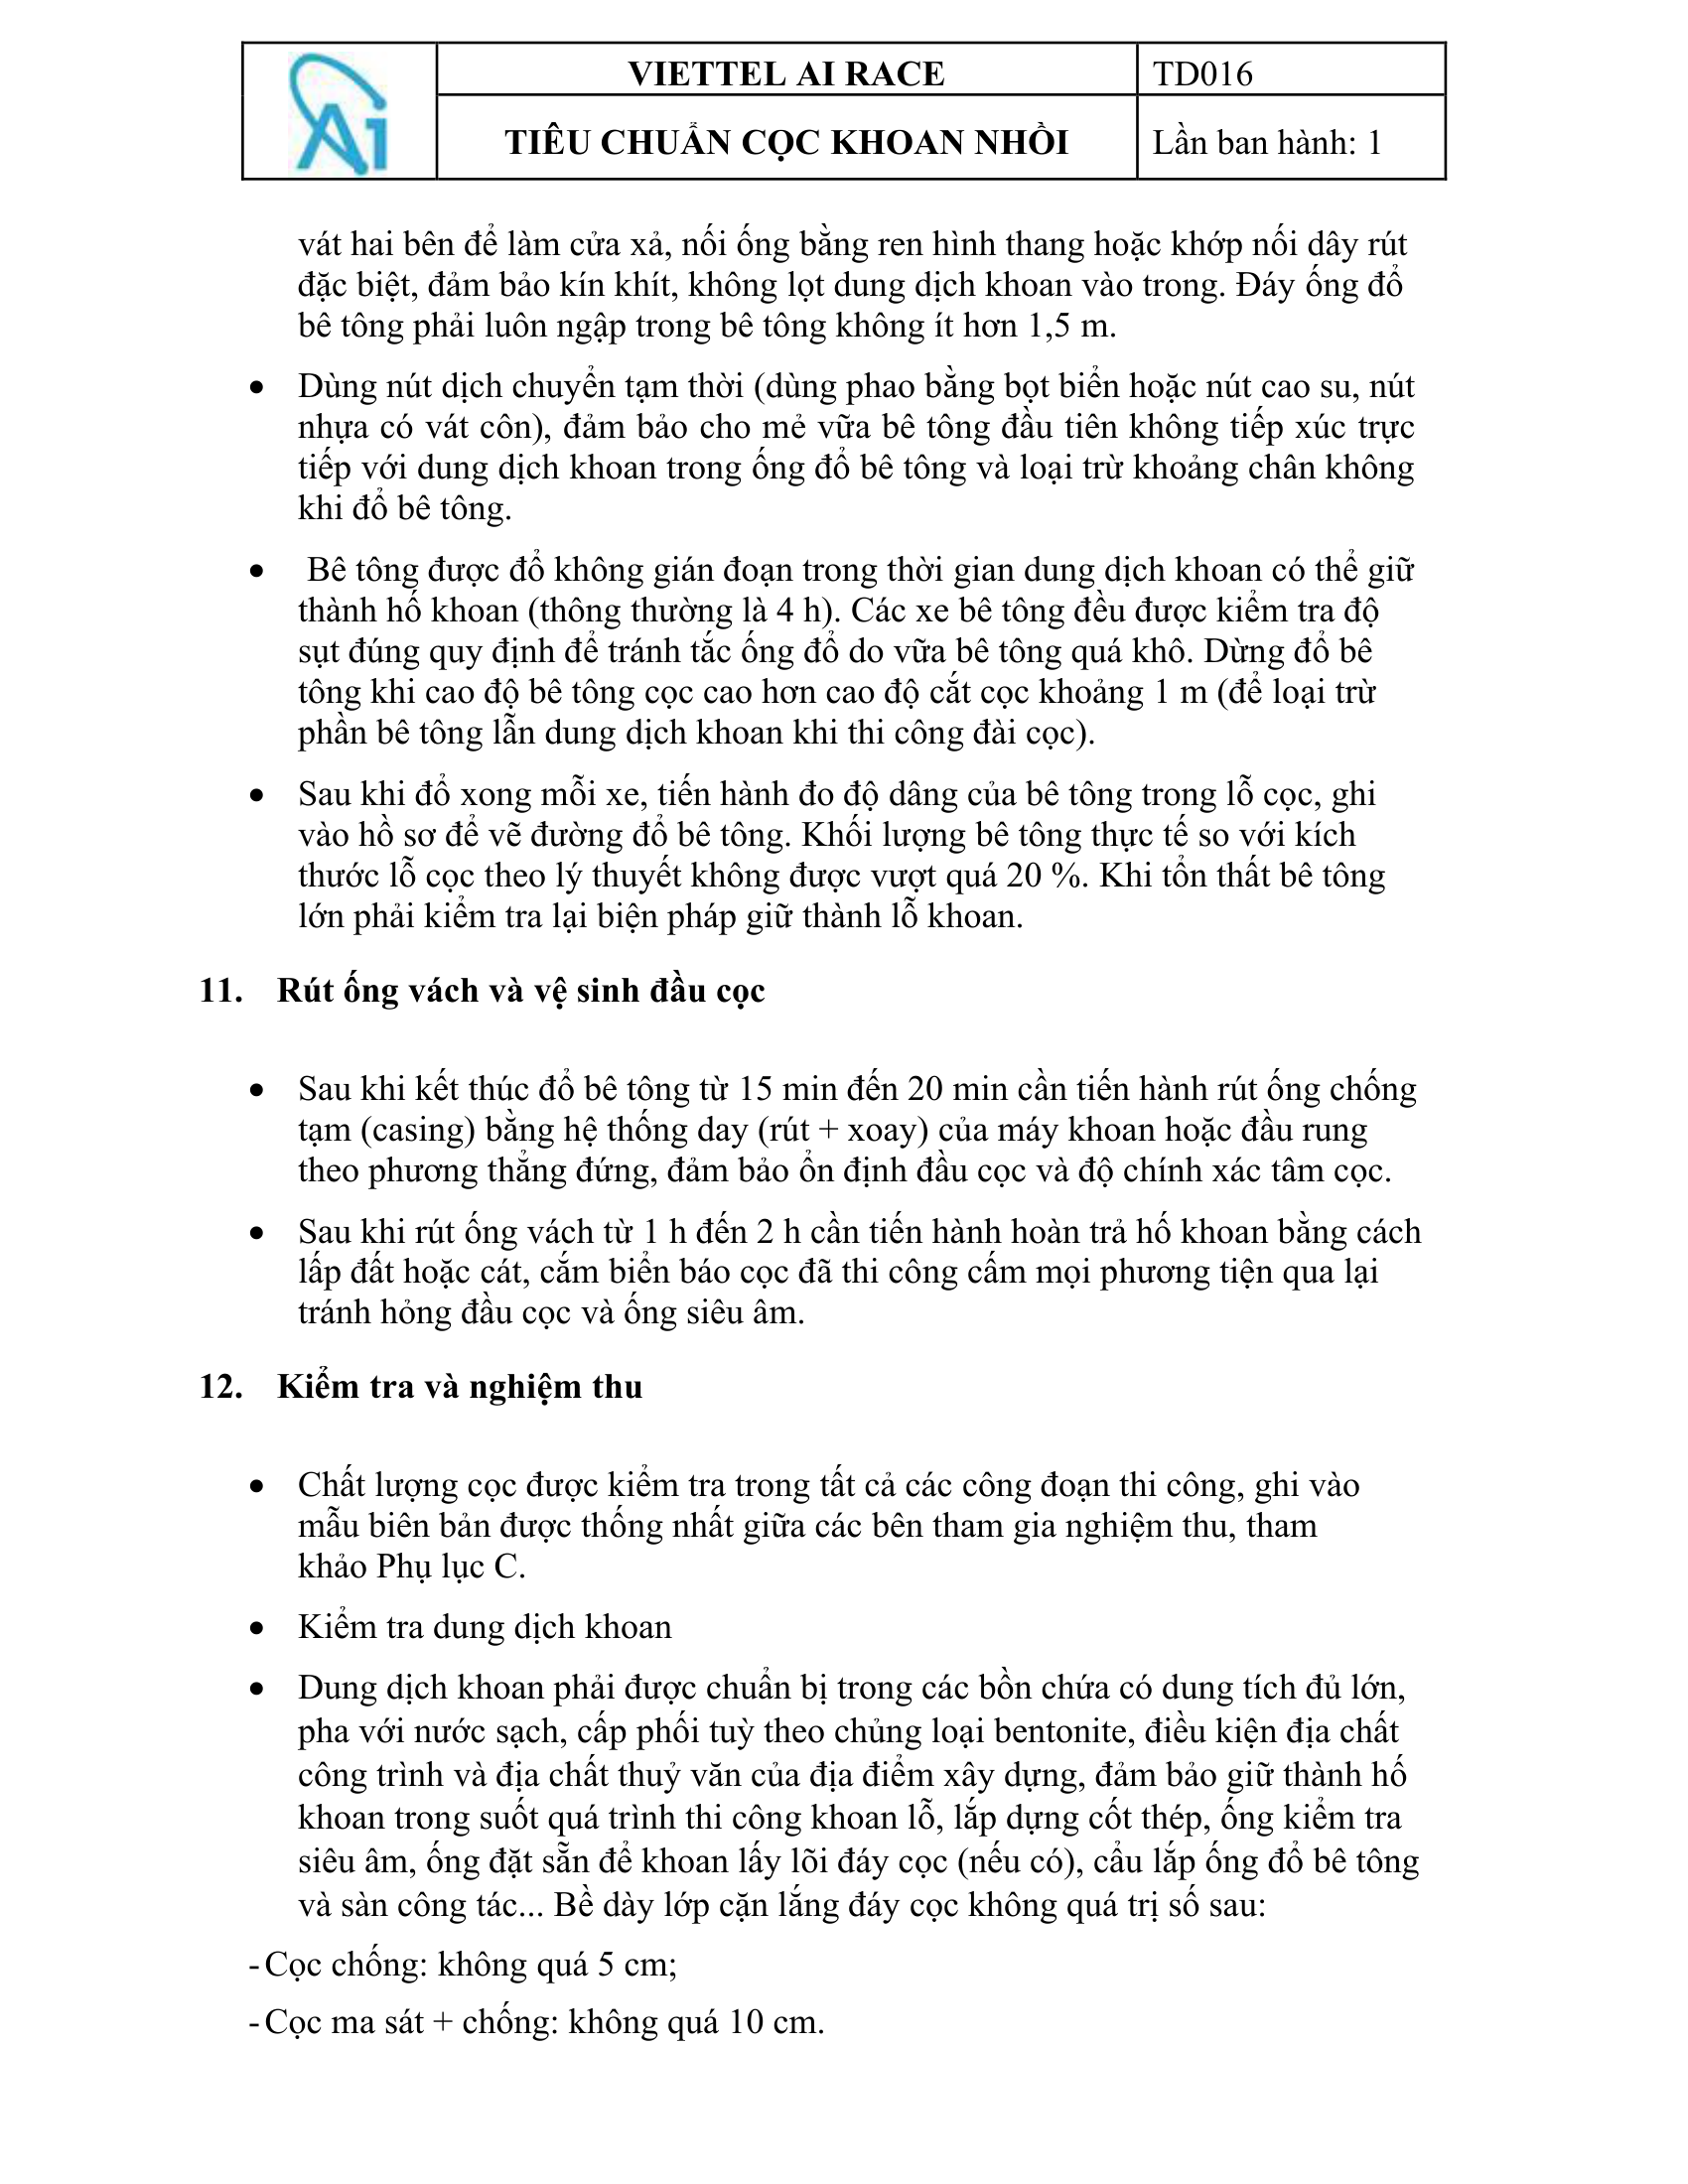 Ai
VIETTEL AI RACE
TD016
TIÊU CHUẨN CỌC KHOAN NHỒI
Lần ban hành: 1
vát hai bên để làm cửa xả, nối ống bằng ren hình thang hoặc khớp nối dây rút
đặc biệt, đảm bảo kín khít, không lọt dung dịch khoan vào trong. Đáy ống đổ
bê tông phải luôn ngập trong bê tông không ít hơn 1,5 m.
• Dùng nút dịch chuyển tạm thời (dùng phao bằng bọt biển hoặc nút cao su, nút
nhựa có vát côn), đảm bảo cho mẻ vữa bê tông đầu tiên không tiếp xúc trực
tiếp với dung dịch khoan trong ống đổ bê tông và loại trừ khoảng chân không
khi đổ bê tông.
• Bê tông được đổ không gián đoạn trong thời gian dung dịch khoan có thể giữ
thành hố khoan (thông thường là 4 h). Các xe bê tông đều được kiểm tra độ
sụt đúng quy định để tránh tắc ống đổ do vữa bê tông quá khô. Dừng đổ bê
tông khi cao độ bê tông cọc cao hơn cao độ cắt cọc khoảng 1 m (để loại trừ
phần bê tông lẫn dung dịch khoan khi thi công đài cọc).
• Sau khi đổ xong mỗi xe, tiến hành đo độ dâng của bê tông trong lỗ cọc, ghi
vào hồ sơ để vẽ đường đổ bê tông. Khối lượng bê tông thực tế so với kích
thước lỗ cọc theo lý thuyết không được vượt quá 20 %. Khi tổn thất bê tông
lớn phải kiểm tra lại biện pháp giữ thành lỗ khoan.
11. Rút ống vách và vệ sinh đầu cọc
• Sau khi kết thúc đổ bê tông từ 15 min đến 20 min cần tiến hành rút ống chống
tạm (casing) bằng hệ thống day (rút + xoay) của máy khoan hoặc đầu rung
theo phương thẳng đứng, đảm bảo ổn định đầu cọc và độ chính xác tâm cọc.
• Sau khi rút ống vách từ 1 h đến 2 h cần tiến hành hoàn trả hố khoan bằng cách
lấp đất hoặc cát, cắm biển báo cọc đã thi công cấm mọi phương tiện qua lại
tránh hỏng đầu cọc và ống siêu âm.
12. Kiểm tra và nghiệm thu
• Chất lượng cọc được kiểm tra trong tất cả các công đoạn thi công, ghi vào
mẫu biên bản được thống nhất giữa các bên tham gia nghiệm thu, tham
khảo Phụ lục C.
• Kiểm tra dung dịch khoan
• Dung dịch khoan phải được chuẩn bị trong các bồn chứa có dung tích đủ lớn,
pha với nước sạch, cấp phối tuỳ theo chủng loại bentonite, điều kiện địa chất
công trình và địa chất thuỷ văn của địa điểm xây dựng, đảm bảo giữ thành hố
khoan trong suốt quá trình thi công khoan lỗ, lắp dựng cốt thép, ống kiểm tra
siêu âm, ống đặt sẵn để khoan lấy lõi đáy cọc (nếu có), cẩu lắp ống đổ bê tông
và sàn công tác... Bề dày lớp cặn lắng đáy cọc không quá trị số sau:
- Cọc chống: không quá 5 cm;
- Cọc ma sát + chống: không quá 10 cm.